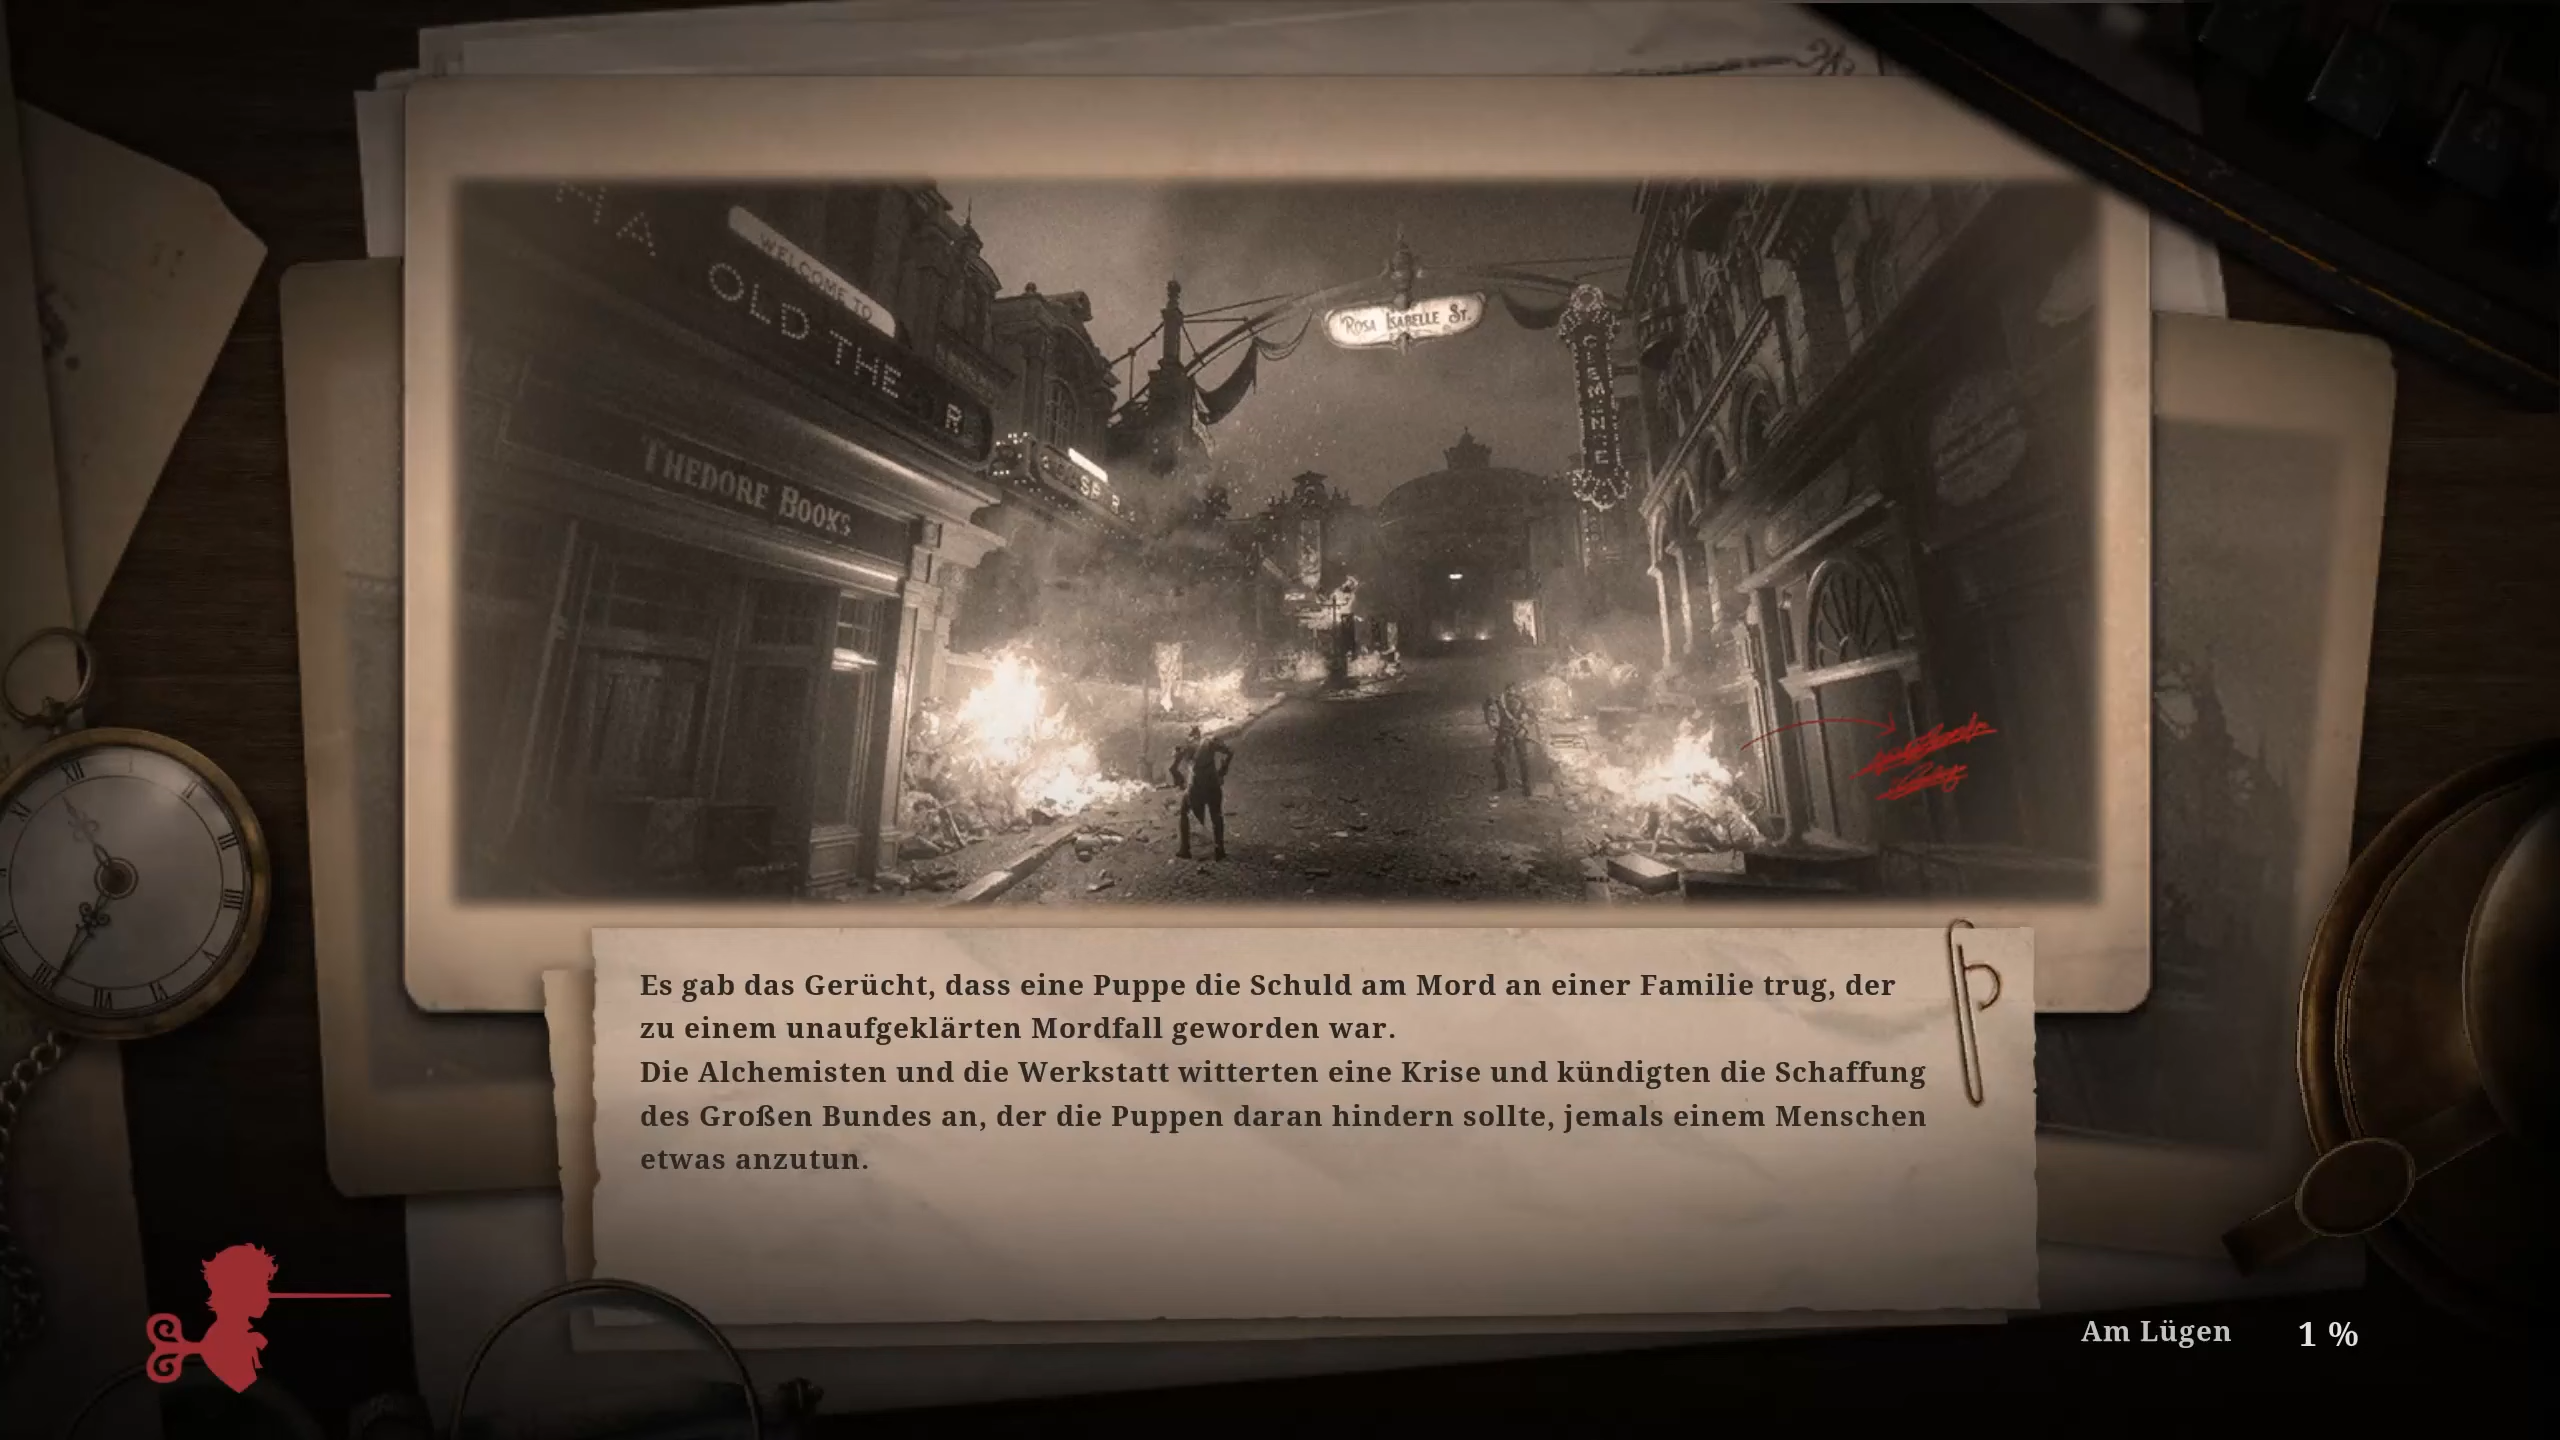 WELCOME TO
OLD THE R
THEDORE BOOKS
ROSA ISABELLE ST.
Es gab das Gerücht, dass eine Puppe die Schuld am Mord an einer Familie trug, der
zu einem unaufgeklärten Mordfall geworden war.
Die Alchemisten und die Werkstatt witterten eine Krise und kündigten die Schaffung
des Großen Bundes an, der die Puppen daran hindern sollte, jemals einem Menschen
etwas anzutun.
Am Lügen 1 %